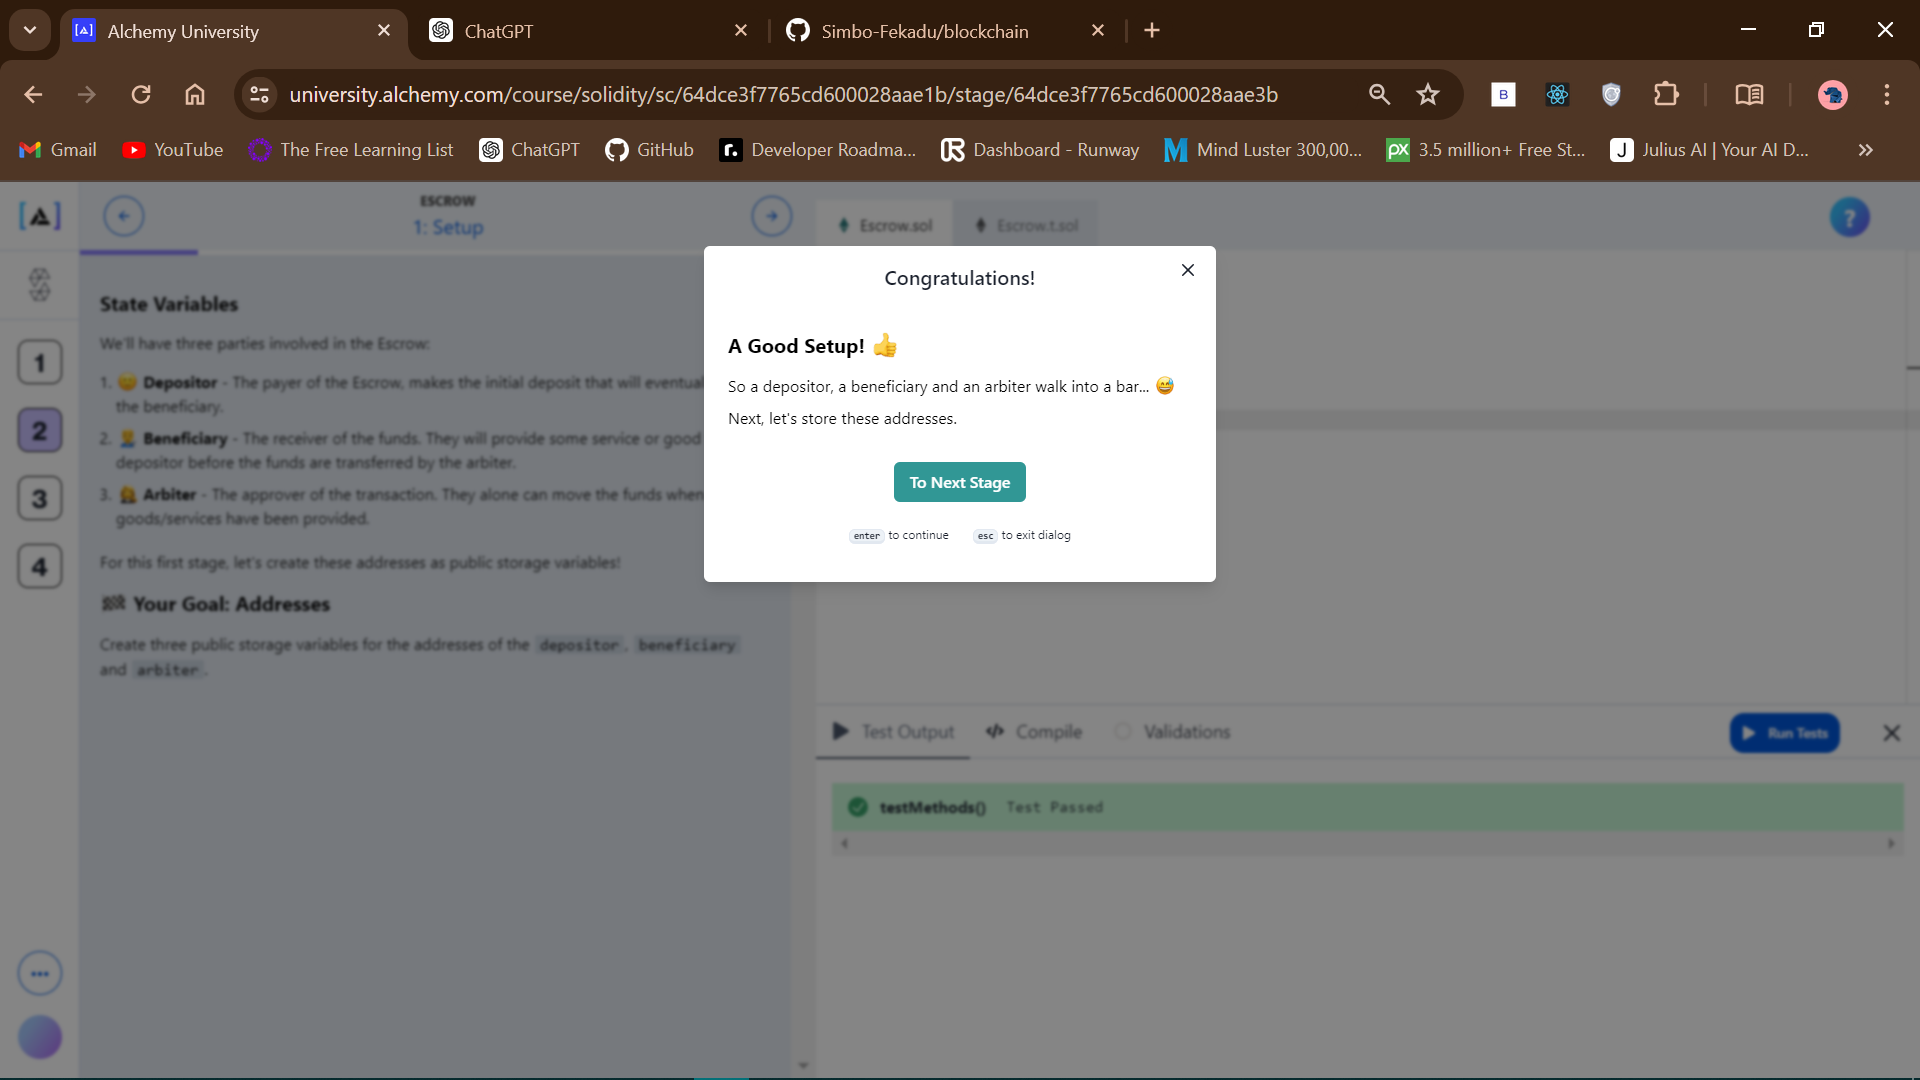 Alchemy University
ChatGPT
Simbo-Fekadu/blockchain
university.alchemy.com/course/solidity/sc/64dce3f7765cd600028aae1b/stage/64dce3f7765cd600028aae3b
B
Gmail
YouTube
The Free Learning List
ChatGPT
GitHub
r.
Developer Roadma...
Dashboard - Runway
Mind Luster 300,00...
px
3.5 million+ Free St...
J
Julius AI | Your AI D...
ESCROW
1: Setup
Escrow.sol
Escrow.t.sol
?
State Variables
We'll have three parties involved in the Escrow:
1. Depositor - The payer of the Escrow, makes the initial deposit that will eventual
the beneficiary.
2. Beneficiary - The receiver of the funds. They will provide some service or good
depositor before the funds are transferred by the arbiter.
3. Arbiter - The approver of the transaction. They alone can move the funds when
goods/services have been provided.
For this first stage, let's create these addresses as public storage variables!
Your Goal: Addresses
Create three public storage variables for the addresses of the depositor, beneficiary
and arbiter.
1
2
3
4
Congratulations!
A Good Setup! 👍
So a depositor, a beneficiary and an arbiter walk into a bar... 😅
Next, let's store these addresses.
To Next Stage
enter to continue
esc to exit dialog
Test Output
Compile
Validations
Run Tests
testMethods() Test Passed